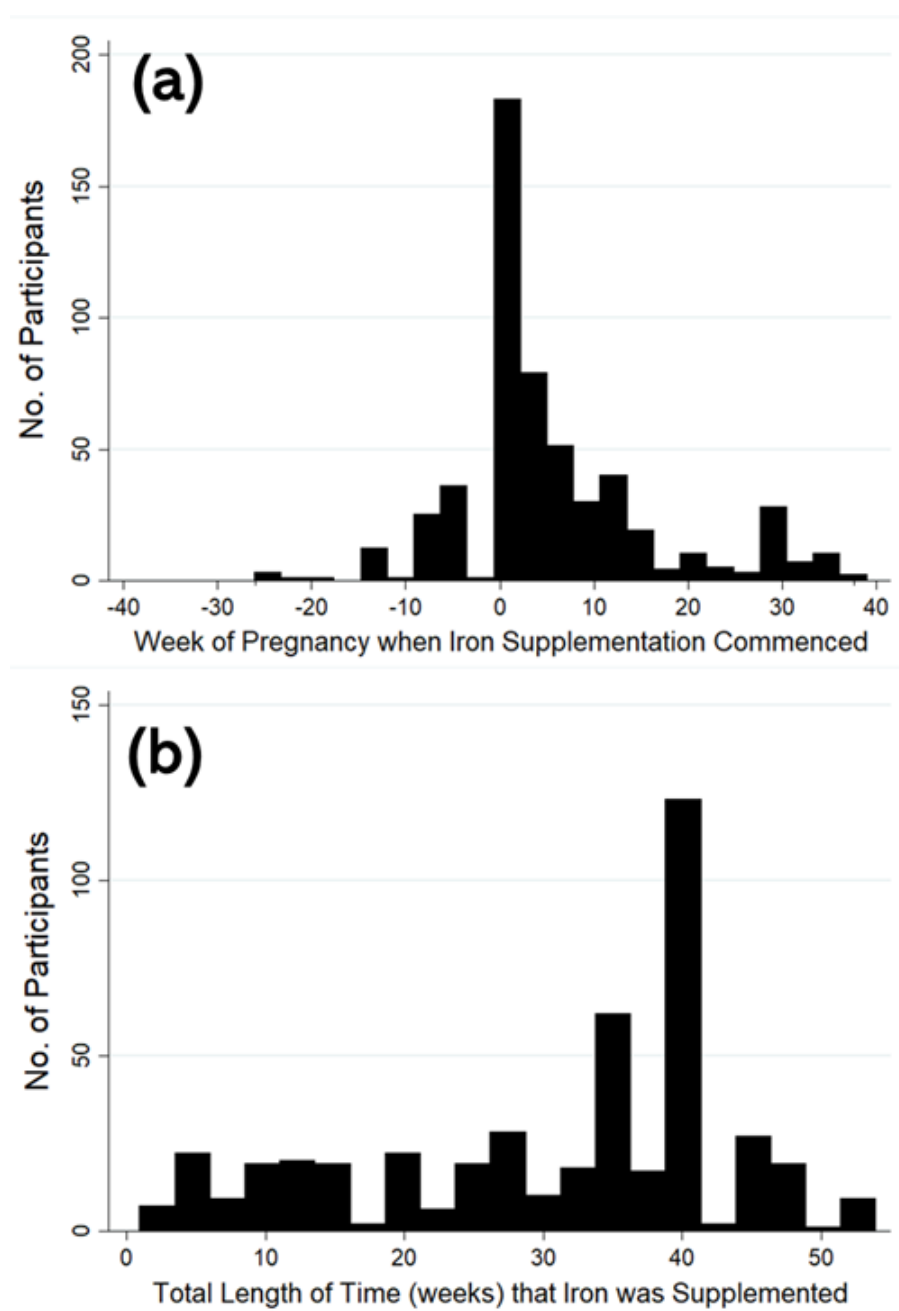 (a)
200
150
100
50
0
No. of Participants
-40 -30 -20 -10 0 10 20 30 40
Week of Pregnancy when Iron Supplementation Commenced
(b)
150
100
50
0
No. of Participants
0 10 20 30 40 50
Total Length of Time (weeks) that Iron was Supplemented